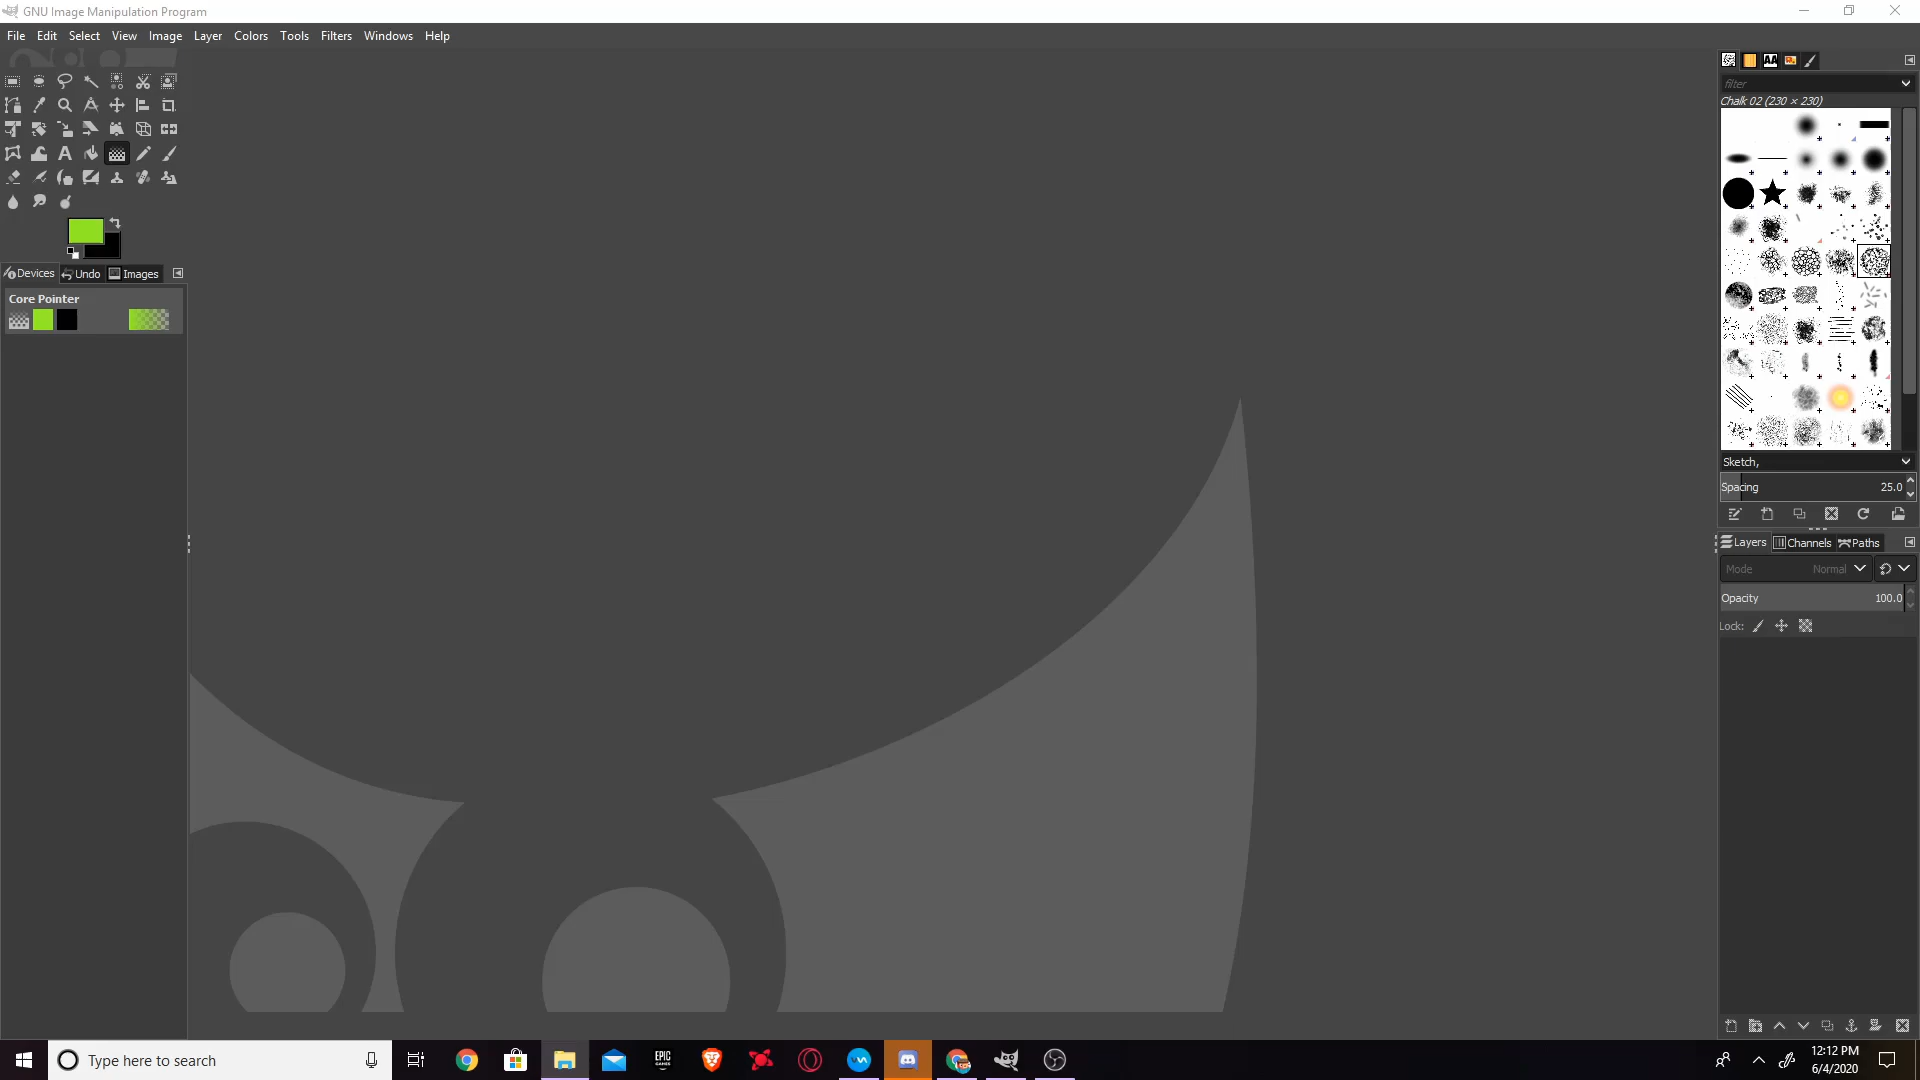 GNU Image Manipulation Program
File Edit Select View Image Layer Colors Tools Filters Windows Help
filter
Chalk 02 (230 × 230)
Devices Undo Images
Core Pointer
Sketch,
Spacing 25.0
Layers Channels Paths
Mode Normal
Opacity 100.0
Lock:
Type here to search
EPIC
GAMES
12:12 PM
6/4/2020